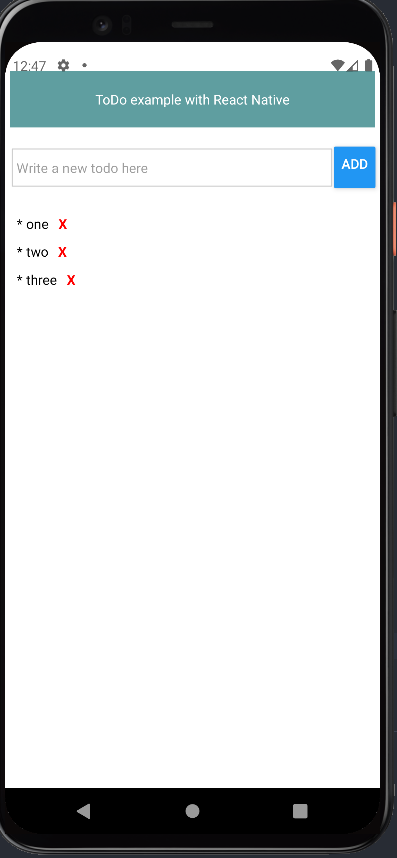 12:47
ToDo example with React Native
Write a new todo here
ADD
* one X
* two X
* three X